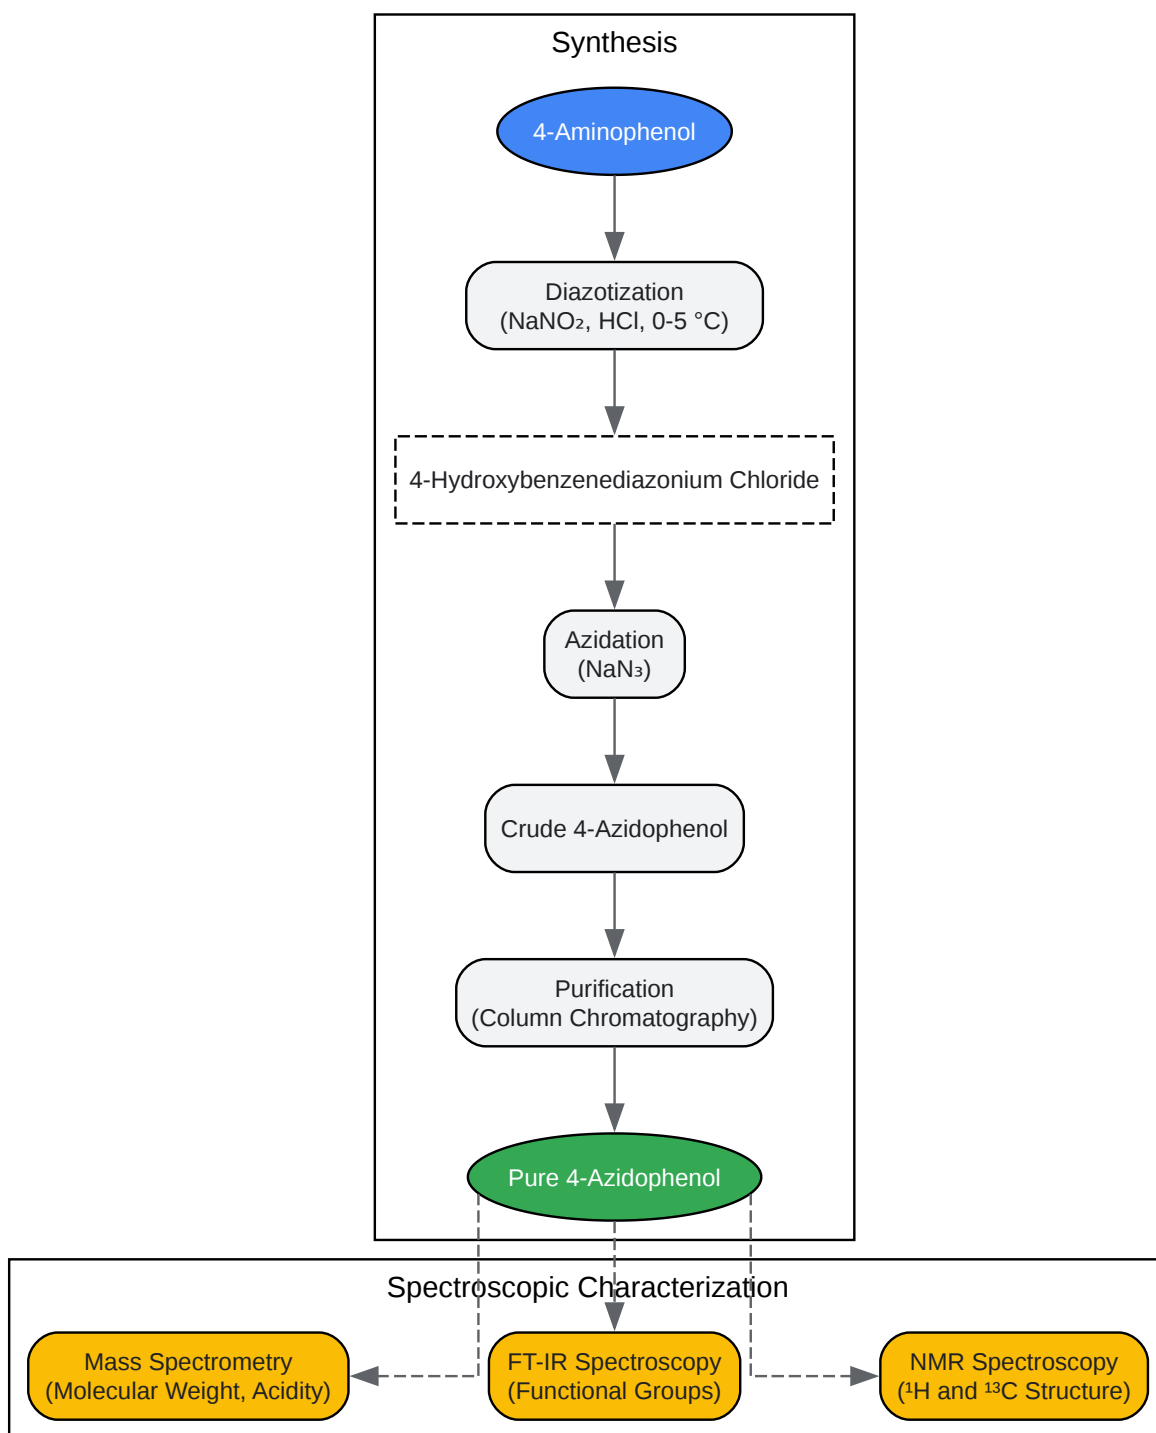 Synthesis
4-Aminophenol
Diazotization
(NaNO₂, HCl, 0-5 °C)
4-Hydroxybenzenediazonium Chloride
Azidation
(NaN₃)
Crude 4-Azidophenol
Purification
(Column Chromatography)
Pure 4-Azidophenol
Spectroscopic Characterization
Mass Spectrometry
(Molecular Weight, Acidity)
FT-IR Spectroscopy
(Functional Groups)
NMR Spectroscopy
(¹H and ¹³C Structure)